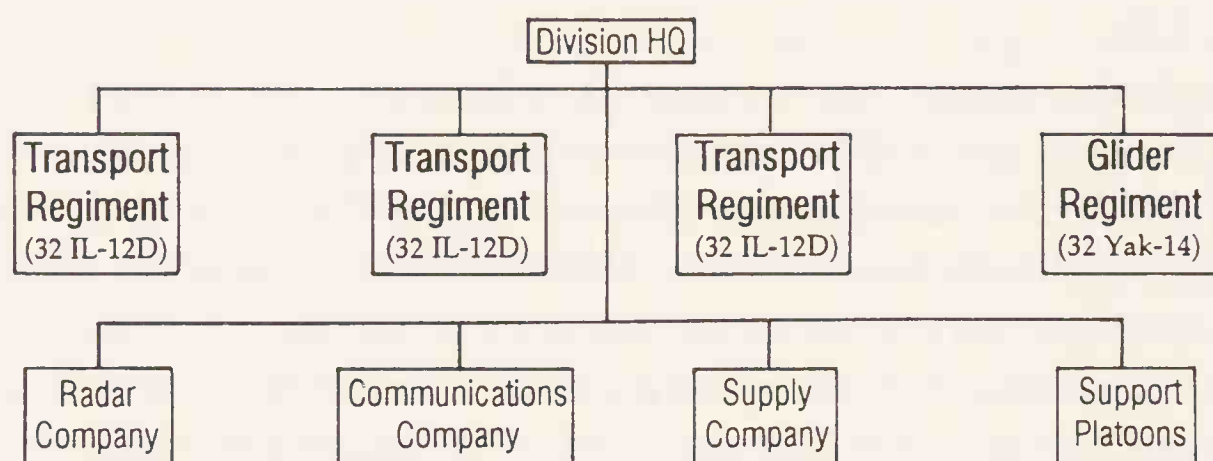 Division HQ
Transport
Regiment
(32 IL-12D)
Transport
Regiment
(32 IL-12D)
Transport
Regiment
(32 IL-12D)
Glider
Regiment
(32 Yak-14)
Radar
Company
Communications
Company
Supply
Company
Support
Platoons